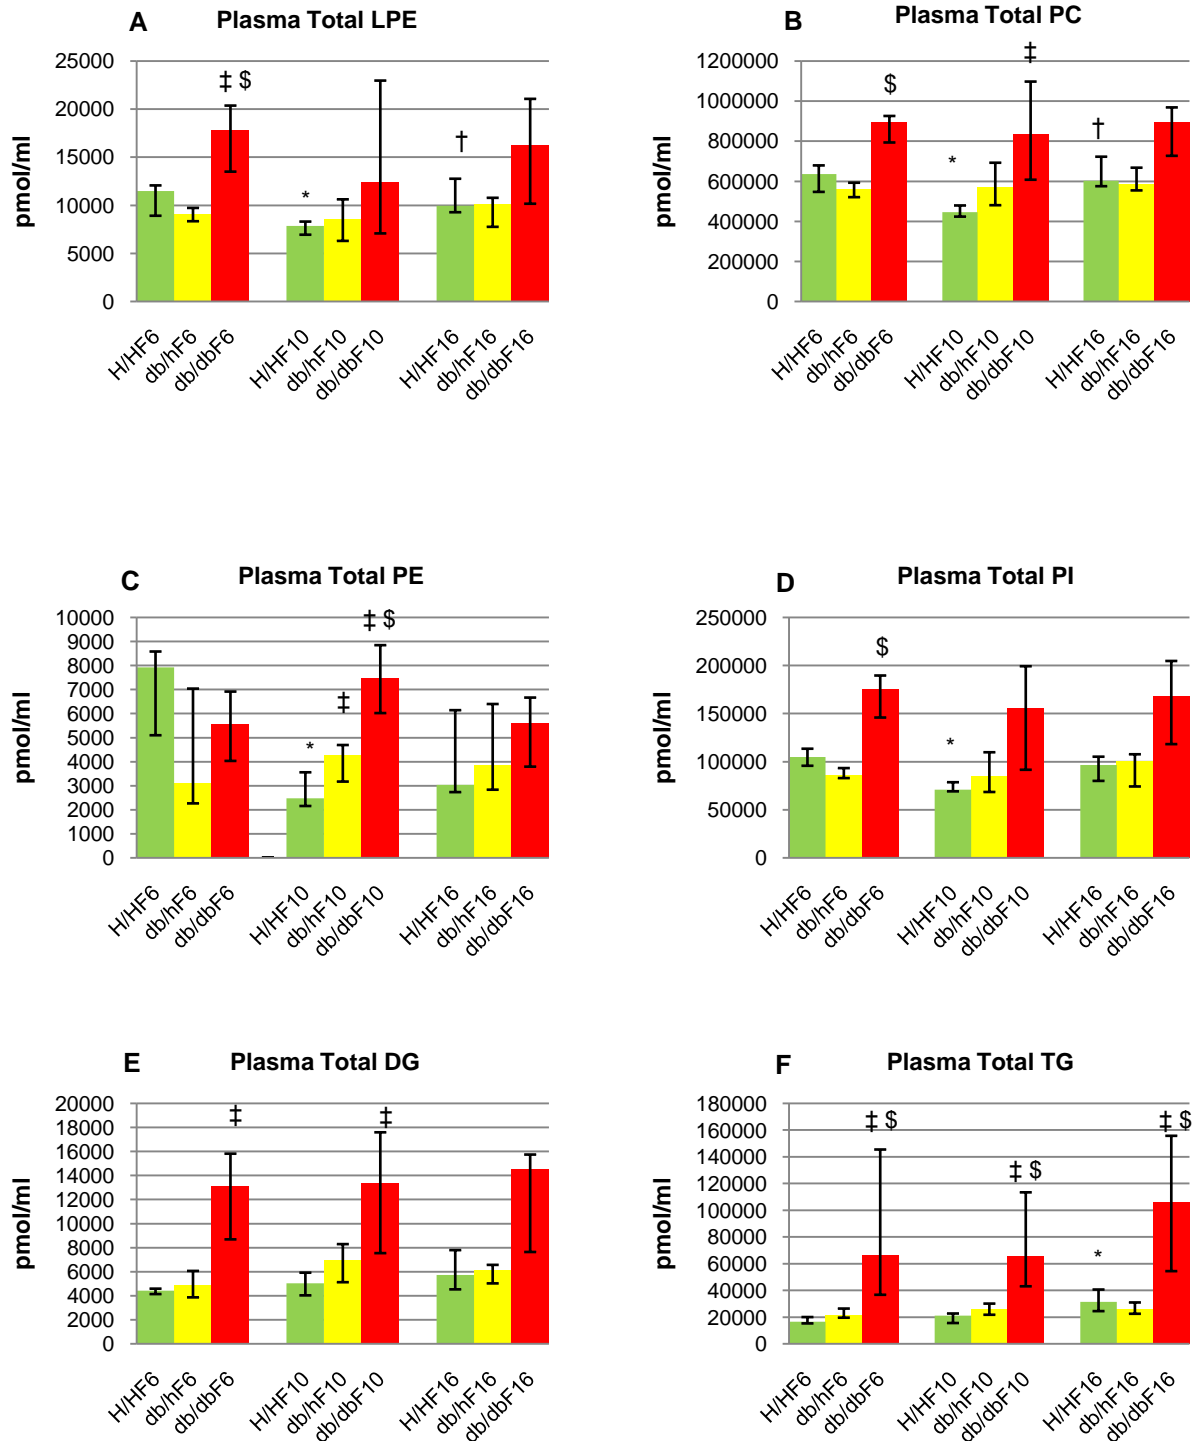 A Plasma Total LPE
25000
20000
15000
10000
5000
0
pmol/ml
‡ $
*
†
H/HF6
db/hF6
db/dbF6
H/HF10
db/hF10
db/dbF10
H/HF16
db/hF16
db/dbF16
B Plasma Total PC
1200000
1000000
800000
600000
400000
200000
0
pmol/ml
$
*
‡
†
H/HF6
db/hF6
db/dbF6
H/HF10
db/hF10
db/dbF10
H/HF16
db/hF16
db/dbF16
C Plasma Total PE
10000
9000
8000
7000
6000
5000
4000
3000
2000
1000
0
pmol/ml
*
‡
‡ $
H/HF6
db/hF6
db/dbF6
H/HF10
db/hF10
db/dbF10
H/HF16
db/hF16
db/dbF16
D Plasma Total PI
250000
200000
150000
100000
50000
0
pmol/ml
$
*
H/HF6
db/hF6
db/dbF6
H/HF10
db/hF10
db/dbF10
H/HF16
db/hF16
db/dbF16
E Plasma Total DG
20000
18000
16000
14000
12000
10000
8000
6000
4000
2000
0
pmol/ml
‡
‡
H/HF6
db/hF6
db/dbF6
H/HF10
db/hF10
db/dbF10
H/HF16
db/hF16
db/dbF16
F Plasma Total TG
180000
160000
140000
120000
100000
80000
60000
40000
20000
0
pmol/ml
‡ $
‡ $
*
‡ $
H/HF6
db/hF6
db/dbF6
H/HF10
db/hF10
db/dbF10
H/HF16
db/hF16
db/dbF16